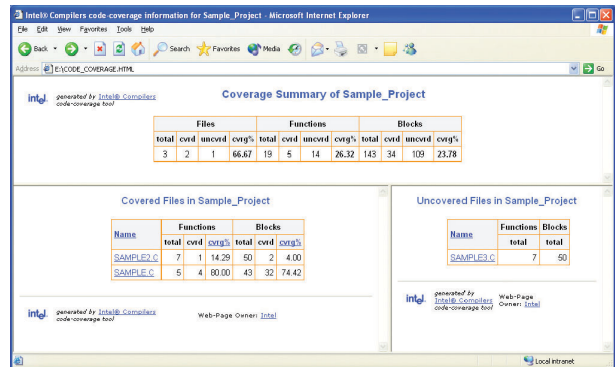 Intel® Compilers code-coverage information for Sample_Project - Microsoft Internet Explorer
File Edit View Favorites Tools Help
Back Search Favorites Media
Address E:\CODE_COVERAGE.HTML Go
intel. generated by Intel® Compilers
code-coverage tool
Coverage Summary of Sample_Project
Files Functions Blocks
total cvrd uncvrd cvrg% total cvrd uncvrd cvrg% total cvrd uncvrd cvrg%
3 2 1 66.67 19 5 14 26.32 143 34 109 23.78
Covered Files in Sample_Project
Name Functions Blocks
total cvrd cvrg% total cvrd cvrg%
SAMPLE2.C 7 1 14.29 50 2 4.00
SAMPLE.C 5 4 80.00 43 32 74.42
intel. generated by Intel® Compilers
code-coverage tool
Web-Page Owner: Intel
Uncovered Files in Sample_Project
Name Functions Blocks
total total
SAMPLE3.C 7 50
intel. generated by
Intel® Compilers
code-coverage tool
Web-Page
Owner: Intel
Local intranet